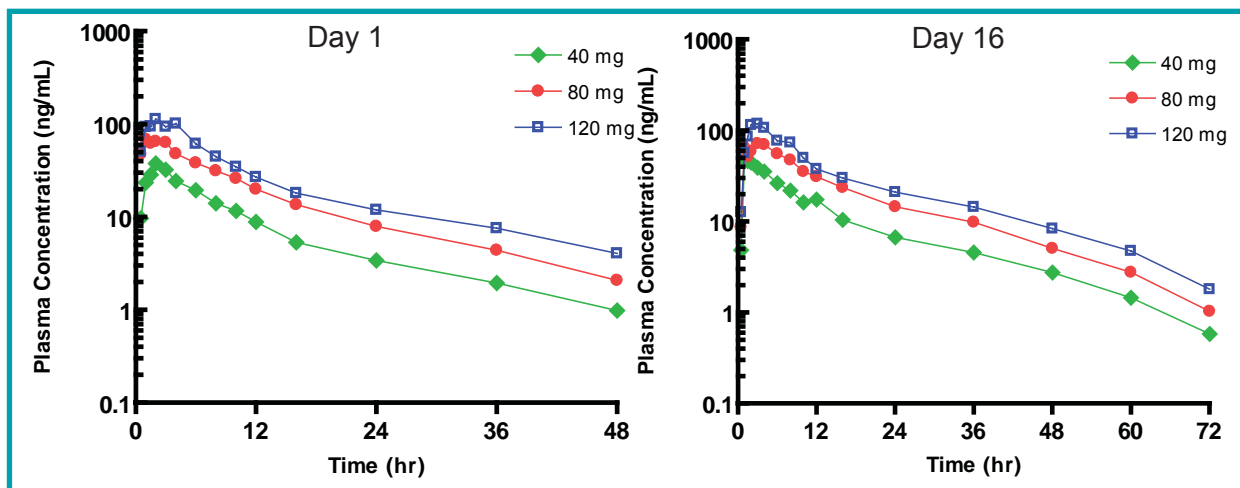 Day 1
40 mg
80 mg
120 mg
1000
100
10
1
0.1
Plasma Concentration (ng/mL)
0 12 24 36 48
Time (hr)
Day 16
40 mg
80 mg
120 mg
1000
100
10
1
0.1
Plasma Concentration (ng/mL)
0 12 24 36 48 60 72
Time (hr)